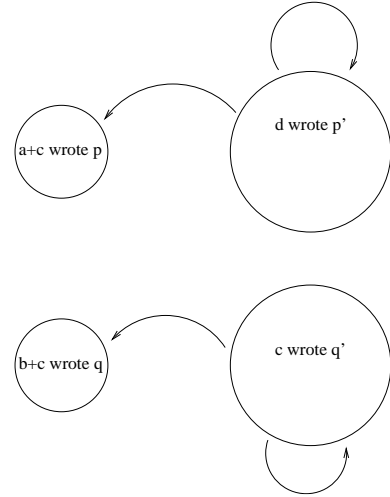 d wrote p’
a+c wrote p
c wrote q’
b+c wrote q